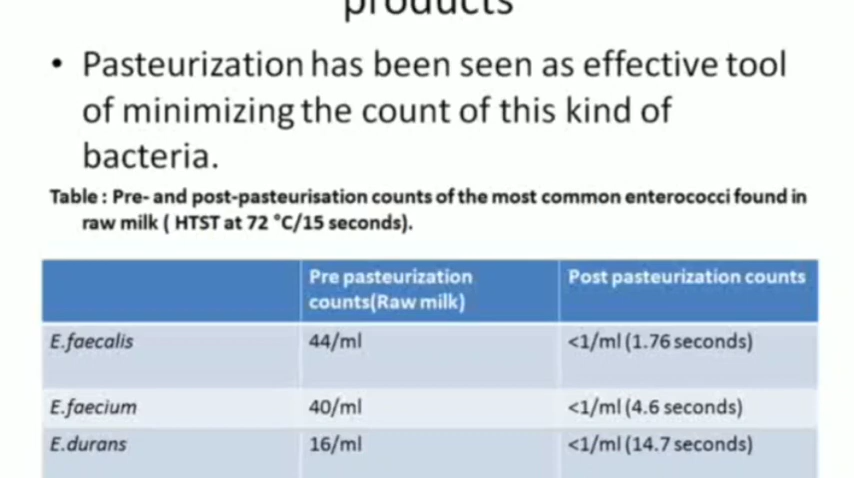 products
• Pasteurization has been seen as effective tool
of minimizing the count of this kind of
bacteria.
Table : Pre- and post-pasteurisation counts of the most common enterococci found in
raw milk ( HTST at 72 °C/15 seconds).
Pre pasteurization counts(Raw milk) Post pasteurization counts
E.faecalis 44/ml <1/ml (1.76 seconds)
E.faecium 40/ml <1/ml (4.6 seconds)
E.durans 16/ml <1/ml (14.7 seconds)